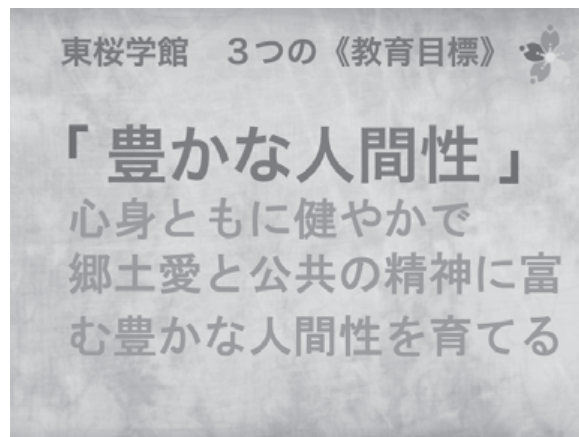 東桜学館　３つの《教育目標》
「豊かな人間性」
心身ともに健やかで
郷土愛と公共の精神に富
む豊かな人間性を育てる